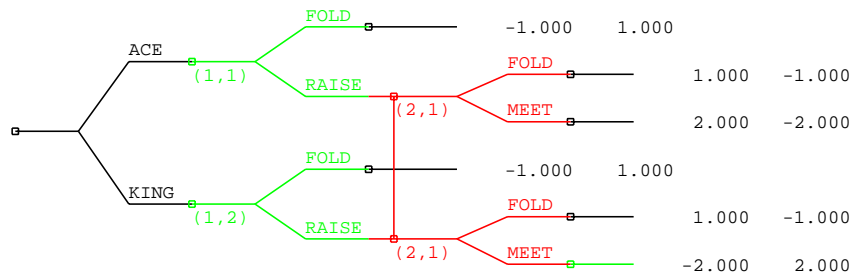 FOLD
-1.000 1.000
ACE
(1,1)
FOLD
1.000 -1.000
RAISE
(2,1)
MEET
2.000 -2.000
FOLD
-1.000 1.000
KING
(1,2)
FOLD
1.000 -1.000
RAISE
(2,1)
MEET
-2.000 2.000